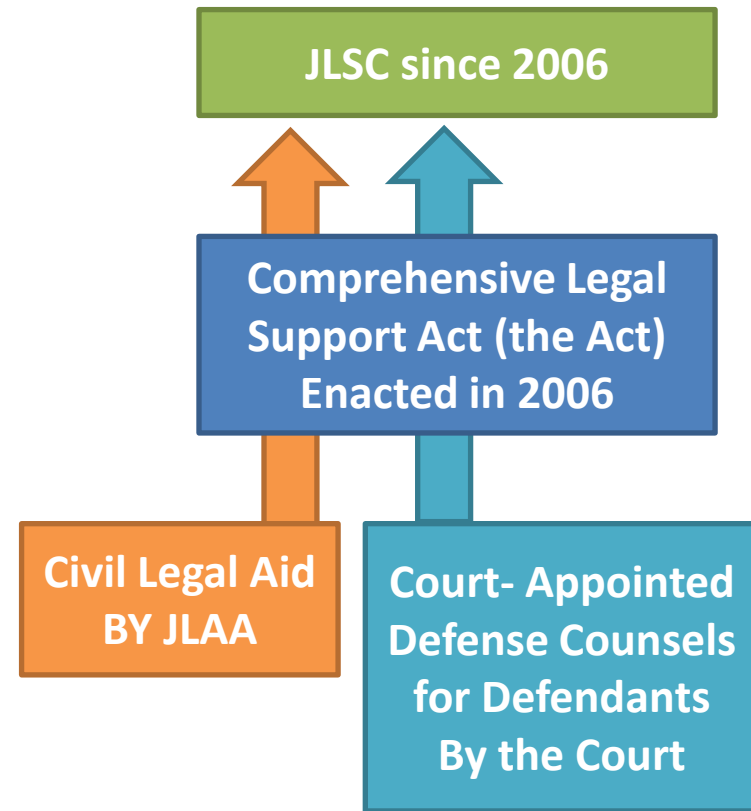 JLSC since 2006
Comprehensive Legal
Support Act (the Act)
Enacted in 2006
Civil Legal Aid
BY JLAA
Court- Appointed
Defense Counsels
for Defendants
By the Court